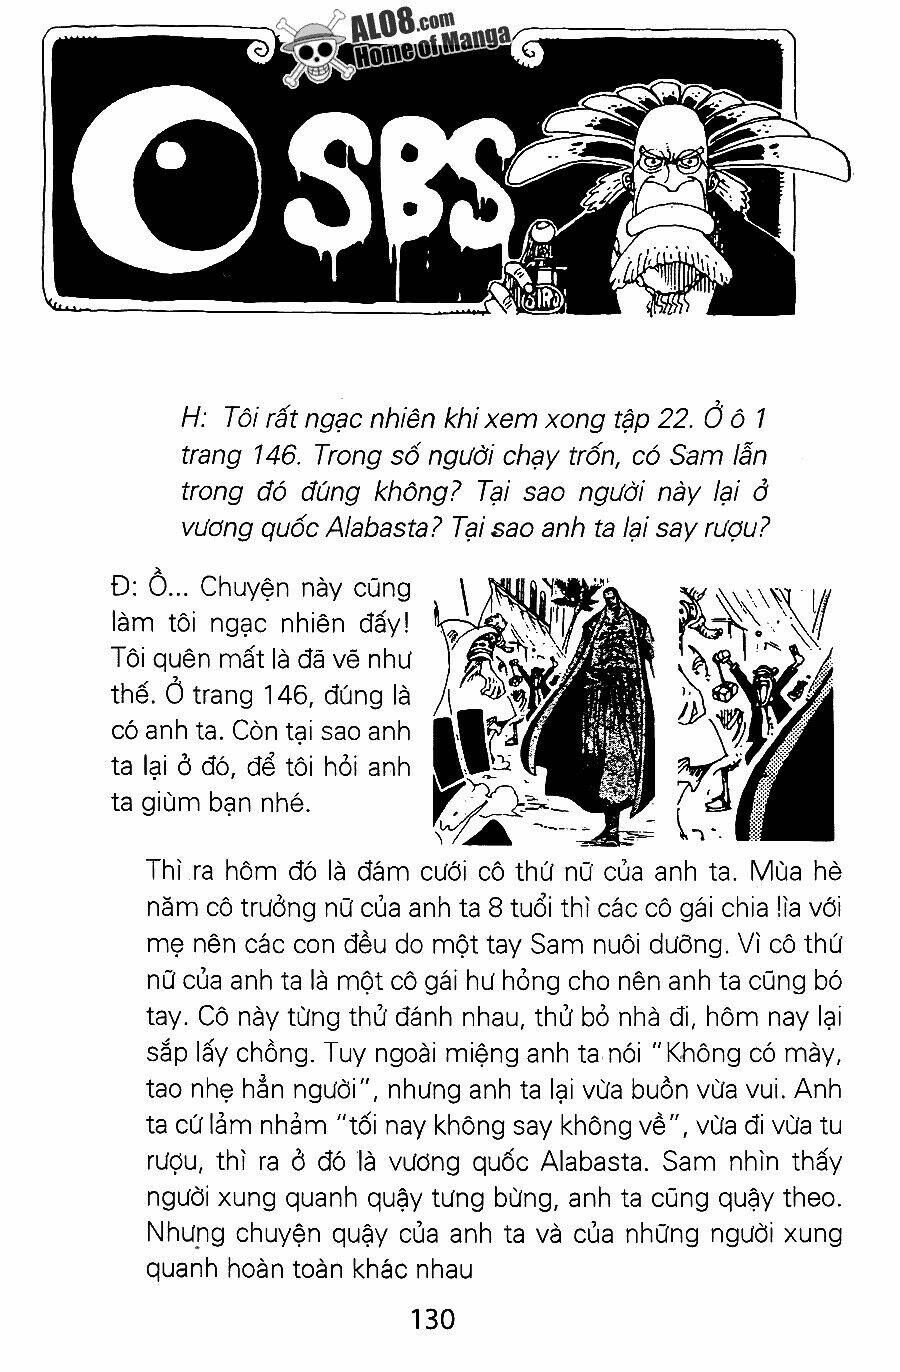 ALO8.com
Home of Manga
SBS
H: Tôi rất ngạc nhiên khi xem xong tập 22. Ở ô 1
trang 146. Trong số người chạy trốn, có Sam lẫn
trong đó đúng không? Tại sao người này lại ở
vương quốc Alabasta? Tại sao anh ta lại say rượu?
Đ: Ồ... Chuyện này cũng
làm tôi ngạc nhiên đấy!
Tôi quên mất là đã vẽ như
thế. Ở trang 146, đúng là
có anh ta. Còn tại sao anh
ta lại ở đó, để tôi hỏi anh
ta giùm bạn nhé.
Thì ra hôm đó là đám cưới cô thứ nữ của anh ta. Mùa hè
năm cô trưởng nữ của anh ta 8 tuổi thì các cô gái chia lìa với
mẹ nên các con đều do một tay Sam nuôi dưỡng. Vì cô thứ
nữ của anh ta là một cô gái hư hỏng cho nên anh ta cũng bó
tay. Cô này từng thử đánh nhau, thử bỏ nhà đi, hôm nay lại
sắp lấy chồng. Tuy ngoài miệng anh ta nói "Không có mày,
tao nhẹ hẳn người", nhưng anh ta lại vừa buồn vừa vui. Anh
ta cứ lảm nhảm "tối nay không say không về", vừa đi vừa tu
rượu, thì ra ở đó là vương quốc Alabasta. Sam nhìn thấy
người xung quanh quậy tưng bừng, anh ta cũng quậy theo.
Nhưng chuyện quậy của anh ta và của những người xung
quanh hoàn toàn khác nhau
130